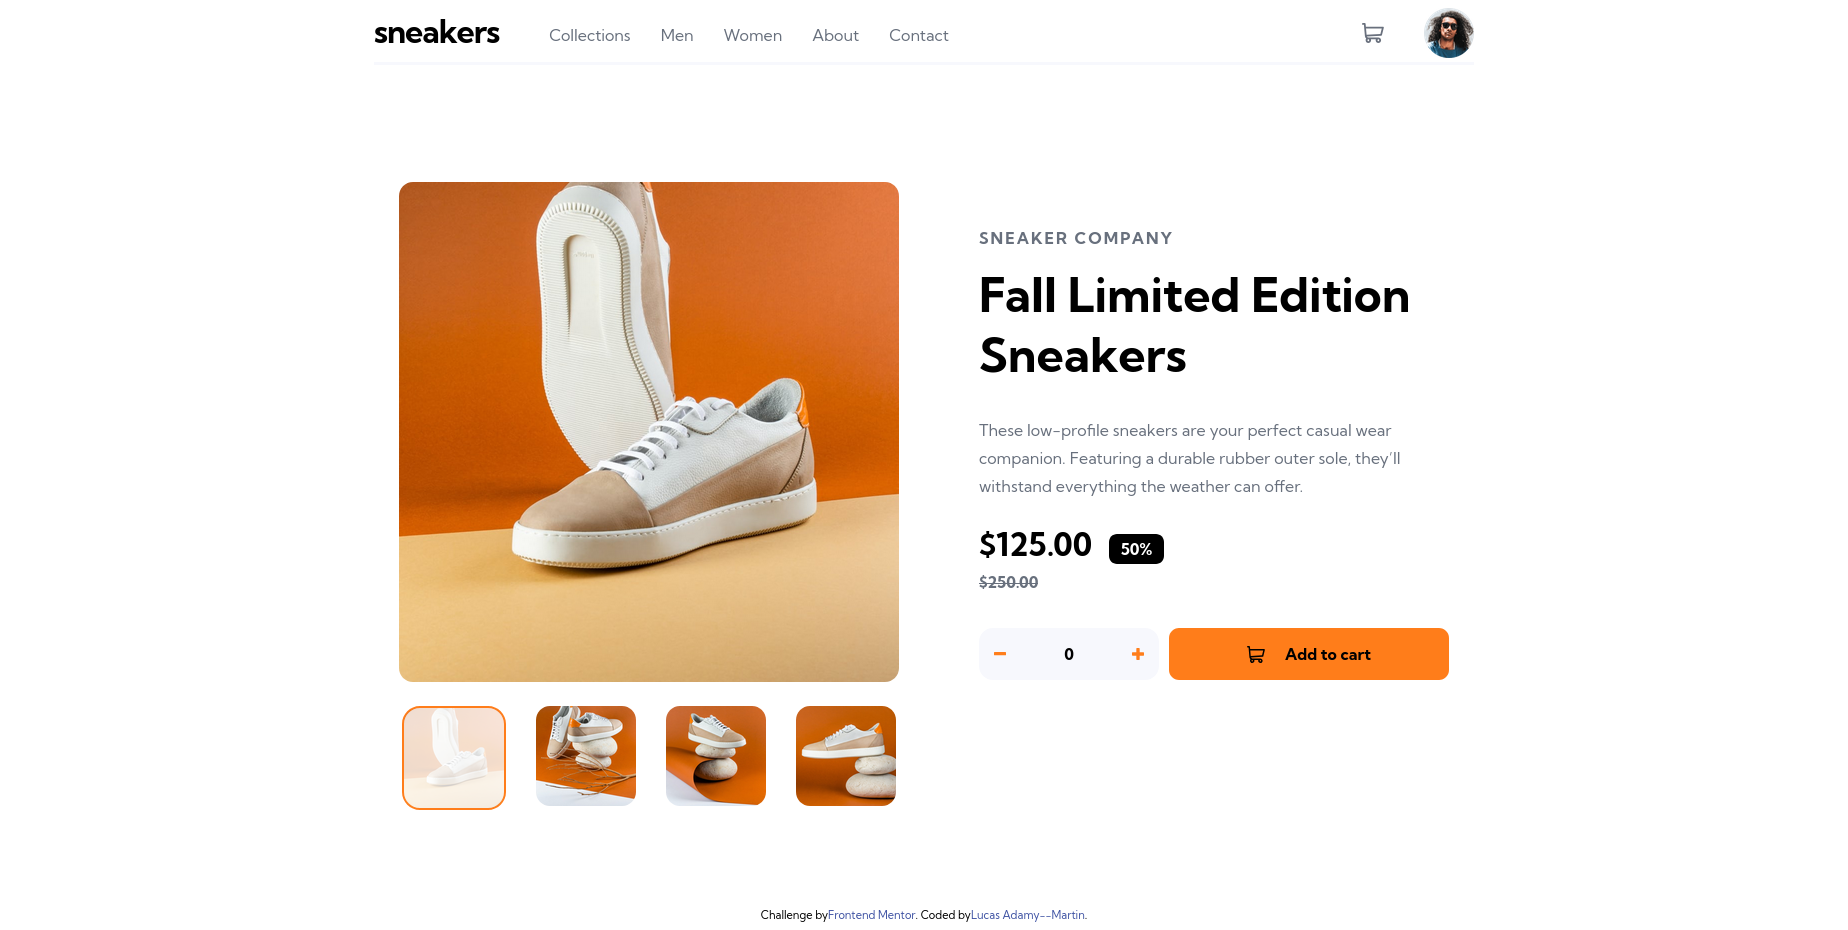 sneakers
Collections Men Women About Contact
SNEAKER COMPANY
Fall Limited Edition
Sneakers
These low-profile sneakers are your perfect casual wear
companion. Featuring a durable rubber outer sole, they’ll
withstand everything the weather can offer.
$125.00 50%
$250.00
0 Add to cart
Challenge byFrontend Mentor. Coded byLucas Adamy--Martin.